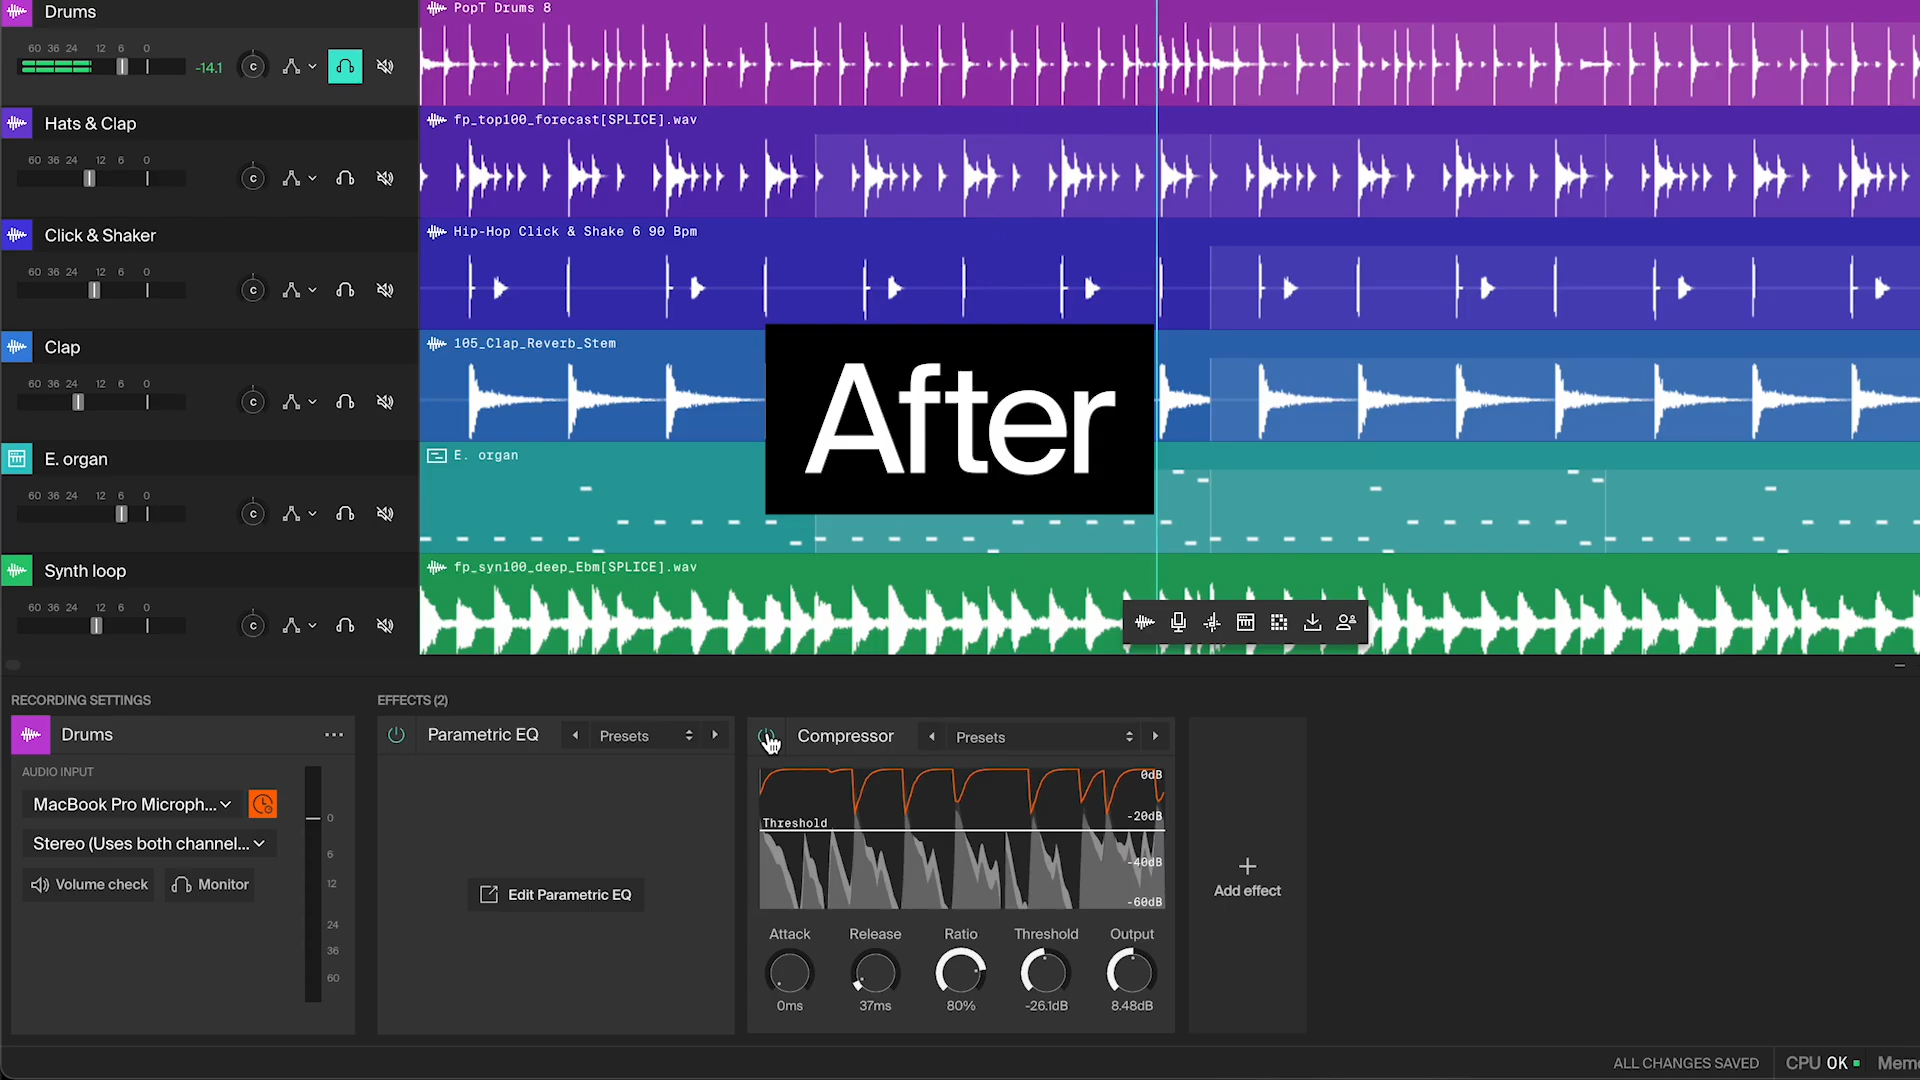 Drums
PopT Drums 8
60 36 24 12 6 0
-14.1
C
Hats & Clap
fp_top100_forecast[SPLICE].wav
60 36 24 12 6 0
C
Click & Shaker
Hip-Hop Click & Shake 6 90 Bpm
60 36 24 12 6 0
C
Clap
105_Clap_Reverb_Stem
60 36 24 12 6 0
C
After
E. organ
E. organ
60 36 24 12 6 0
C
Synth loop
fp_syn100_deep_Ebm[SPLICE].wav
60 36 24 12 6 0
C
RECORDING SETTINGS
Drums
AUDIO INPUT
MacBook Pro Microph...
Stereo (Uses both channel...
Volume check
Monitor
0
6
12
24
36
60
EFFECTS (2)
Parametric EQ
Presets
Edit Parametric EQ
Compressor
Presets
0dB
-20dB
Threshold
-40dB
-60dB
Attack Release Ratio Threshold Output
0ms 37ms 80% -26.1dB 8.48dB
Add effect
ALL CHANGES SAVED
CPU OK
Mem